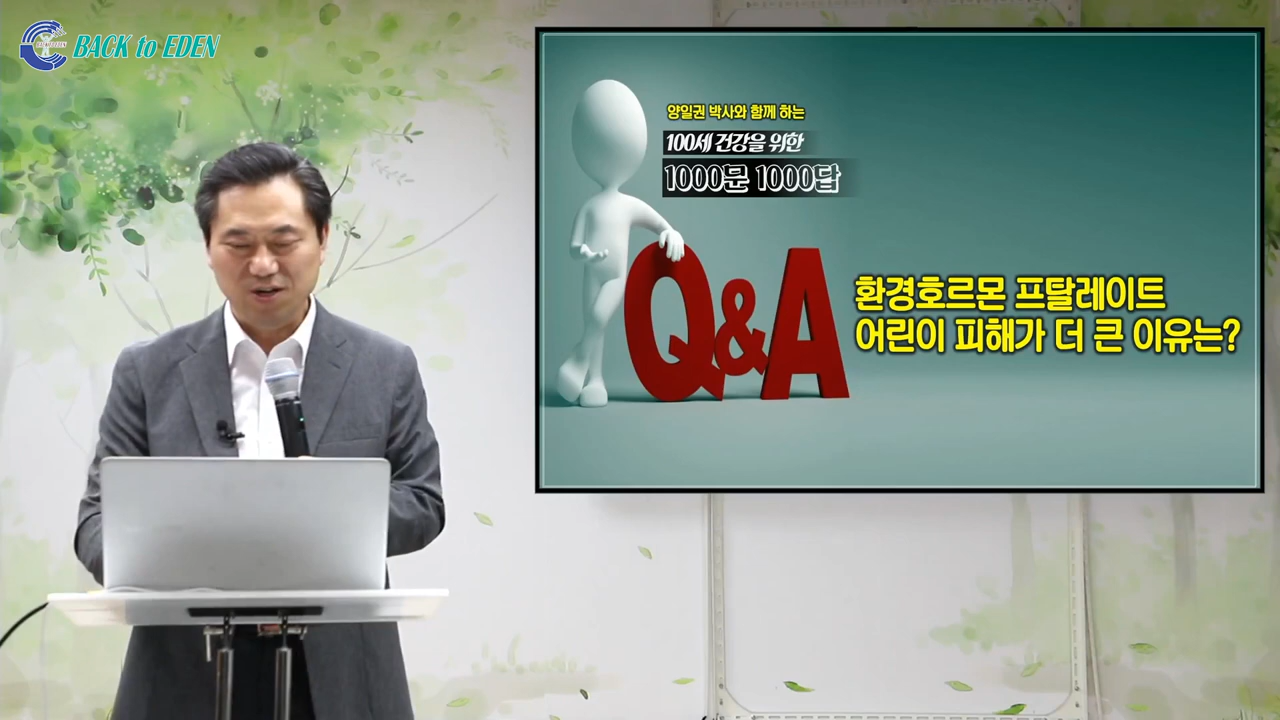 BACK to EDEN
양일권 박사와 함께 하는
100세 건강을 위한
1000문 1000답
Q&A
환경호르몬 프탈레이트
어린이 피해가 더 큰 이유는?